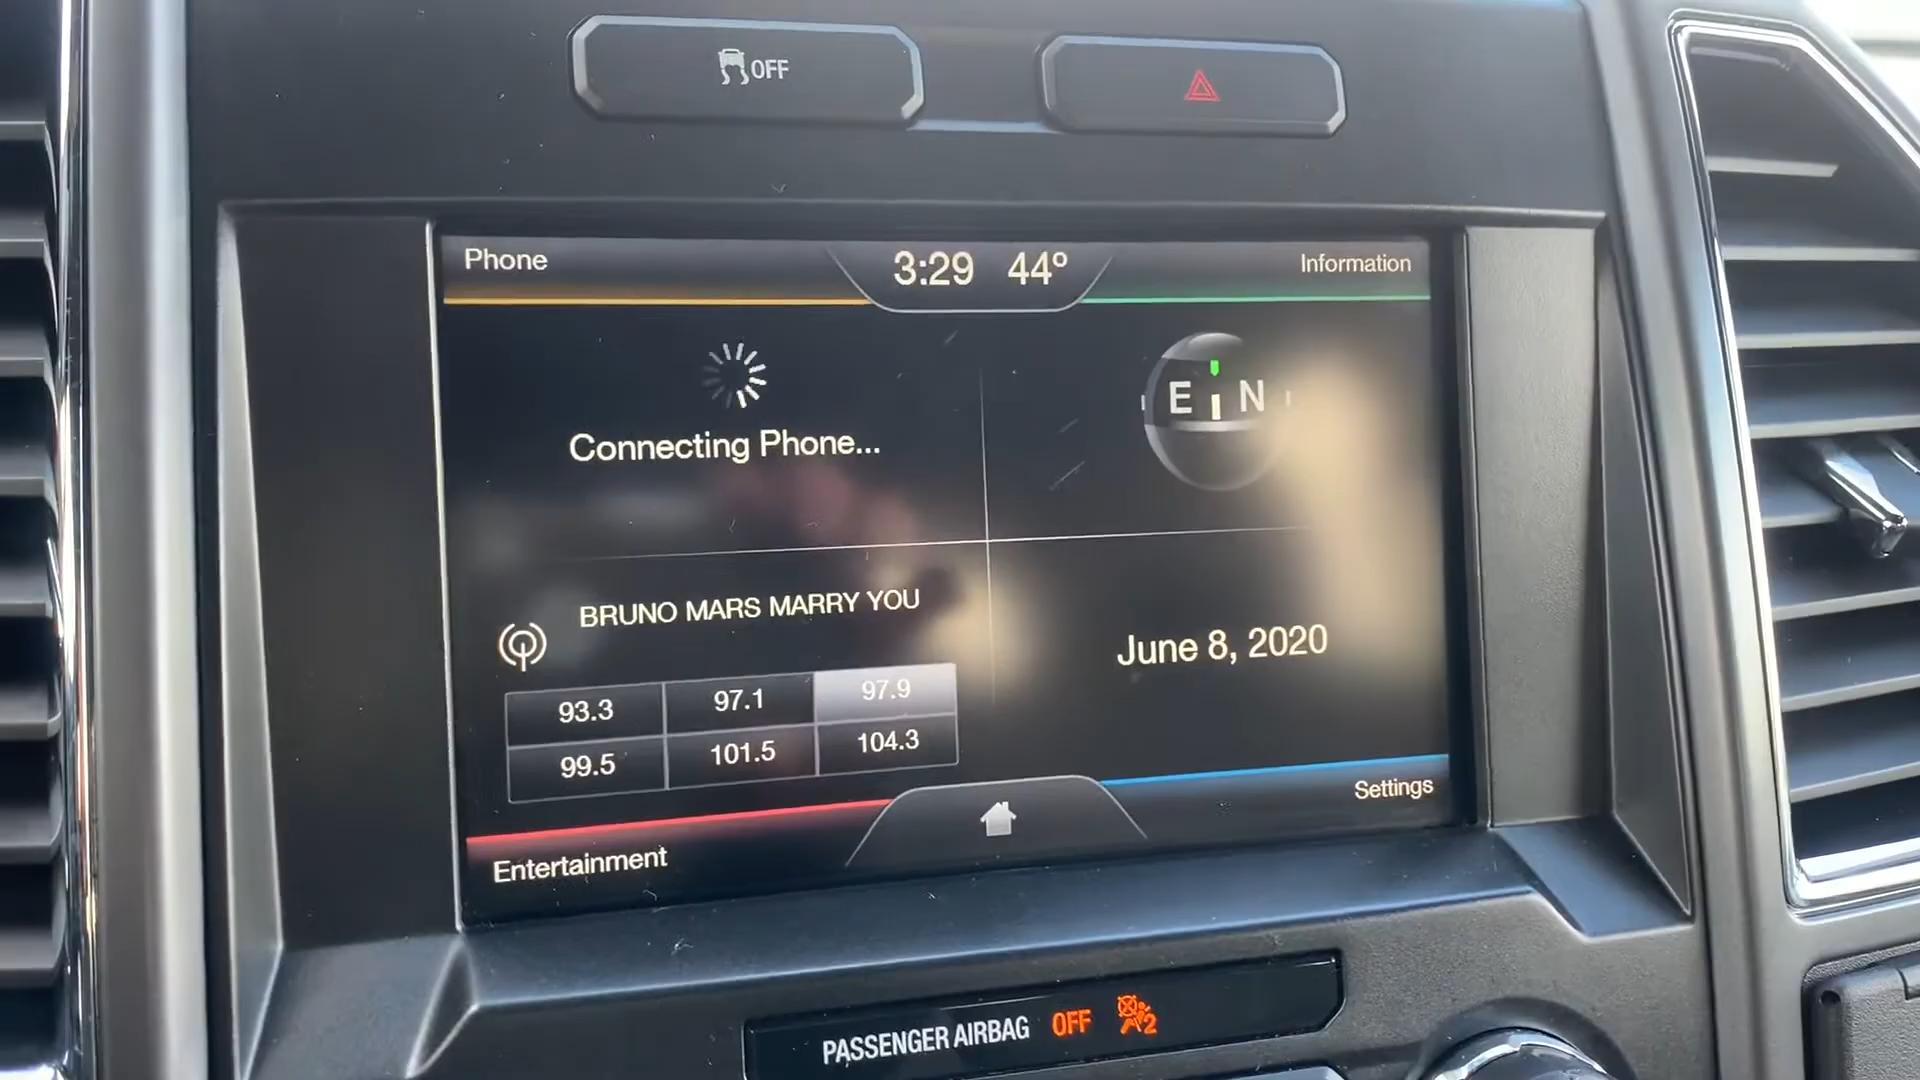 OFF
Phone
3:29 44°
Information
Connecting Phone...
E N
BRUNO MARS MARRY YOU
93.3 97.1 97.9
99.5 101.5 104.3
June 8, 2020
Entertainment
Settings
PASSENGER AIRBAG OFF 2